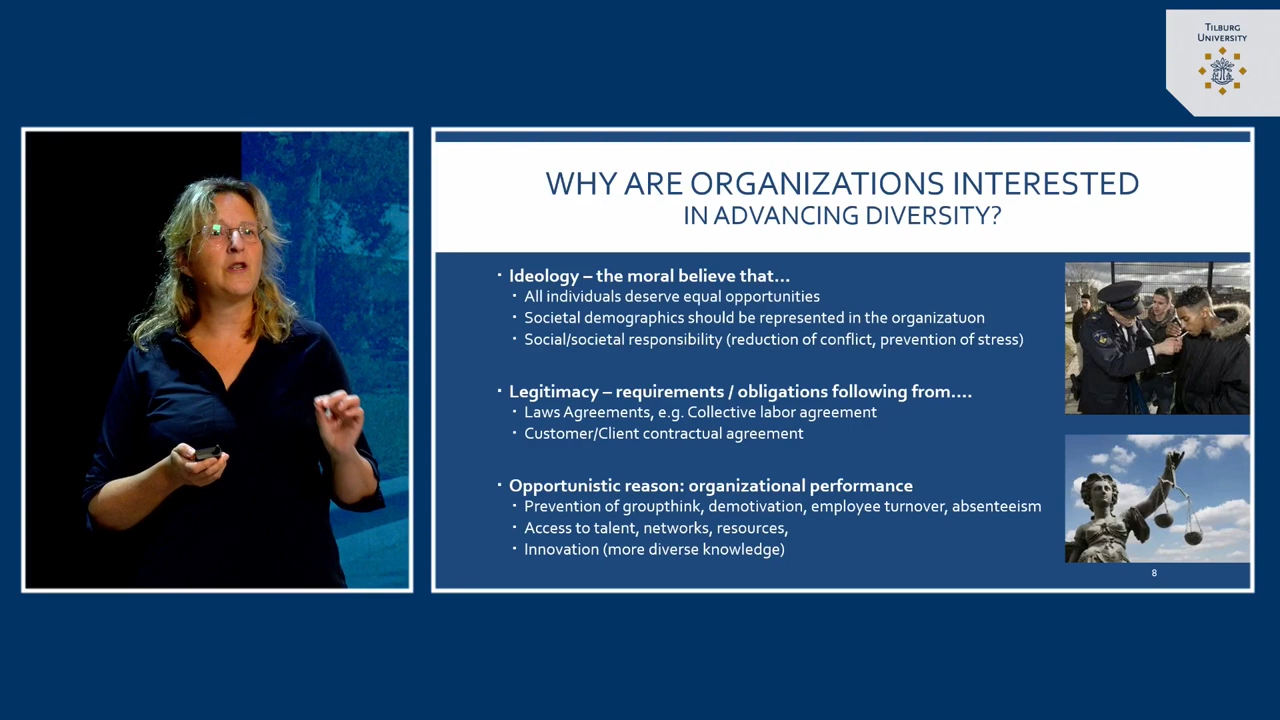 TILBURG
UNIVERSITY
WHY ARE ORGANIZATIONS INTERESTED
IN ADVANCING DIVERSITY?
▪ Ideology – the moral believe that...
▪ All individuals deserve equal opportunities
▪ Societal demographics should be represented in the organizatuon
▪ Social/societal responsibility (reduction of conflict, prevention of stress)
▪ Legitimacy – requirements / obligations following from....
▪ Laws Agreements, e.g. Collective labor agreement
▪ Customer/Client contractual agreement
▪ Opportunistic reason: organizational performance
▪ Prevention of groupthink, demotivation, employee turnover, absenteeism
▪ Access to talent, networks, resources,
▪ Innovation (more diverse knowledge)
8